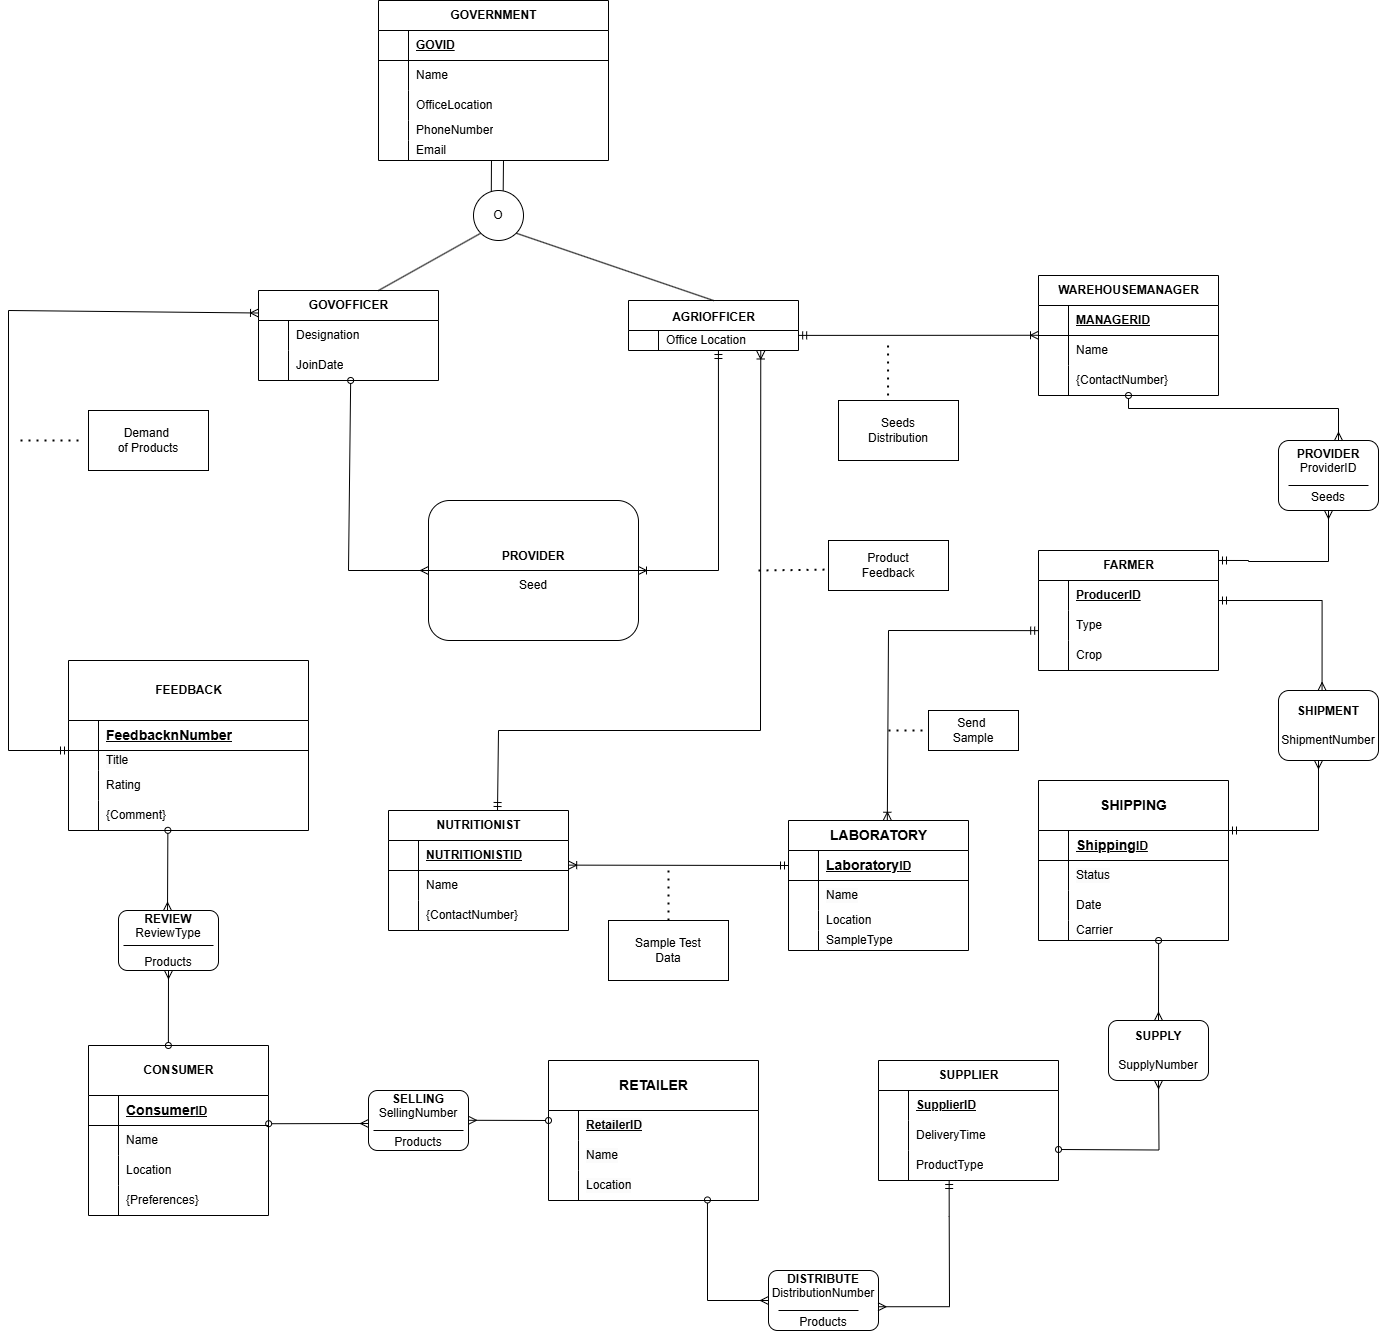 GOVERNMENT
GOVID
Name
OfficeLocation
PhoneNumber
Email
O
GOVOFFICER
Designation
JoinDate
AGRIOFFICER
Office Location
WAREHOUSEMANAGER
MANAGERID
Name
{ContactNumber}
Demand
of Products
Seeds
Distribution
PROVIDER
ProviderID
Seeds
PROVIDER
Seed
Product
Feedback
FARMER
ProducerID
Type
Crop
FEEDBACK
FeedbacknNumber
Title
Rating
{Comment}
Send
Sample
SHIPMENT
ShipmentNumber
NUTRITIONIST
NUTRITIONISTID
Name
{ContactNumber}
LABORATORY
LaboratoryID
Name
Location
SampleType
SHIPPING
ShippingID
Status
Date
Carrier
REVIEW
ReviewType
Products
Sample Test
Data
SUPPLY
SupplyNumber
CONSUMER
ConsumerID
Name
Location
{Preferences}
SELLING
SellingNumber
Products
RETAILER
RetailerID
Name
Location
SUPPLIER
SupplierID
DeliveryTime
ProductType
DISTRIBUTE
DistributionNumber
Products